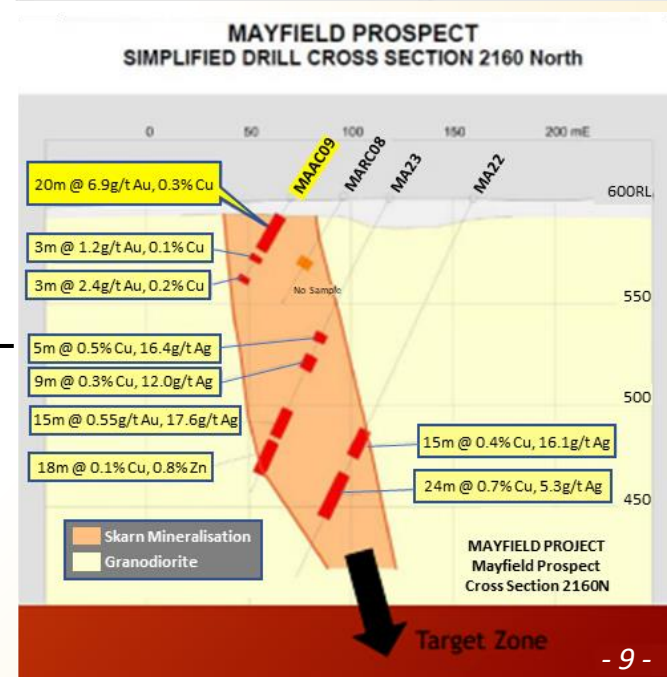 MAYFIELD PROSPECT
SIMPLIFIED DRILL CROSS SECTION 2160 North
0
50
100
150
200 mE
MAAC09
MARC08
MA23
MA22
20m @ 6.9g/t Au, 0.3% Cu
600RL
3m @ 1.2g/t Au, 0.1% Cu
3m @ 2.4g/t Au, 0.2% Cu
No Sample
550
5m @ 0.5% Cu, 16.4g/t Ag
9m @ 0.3% Cu, 12.0g/t Ag
500
15m @ 0.55g/t Au, 17.6g/t Ag
15m @ 0.4% Cu, 16.1g/t Ag
18m @ 0.1% Cu, 0.8% Zn
24m @ 0.7% Cu, 5.3g/t Ag
450
Skarn Mineralisation
Granodiorite
MAYFIELD PROJECT
Mayfield Prospect
Cross Section 2160N
Target Zone
- 9 -